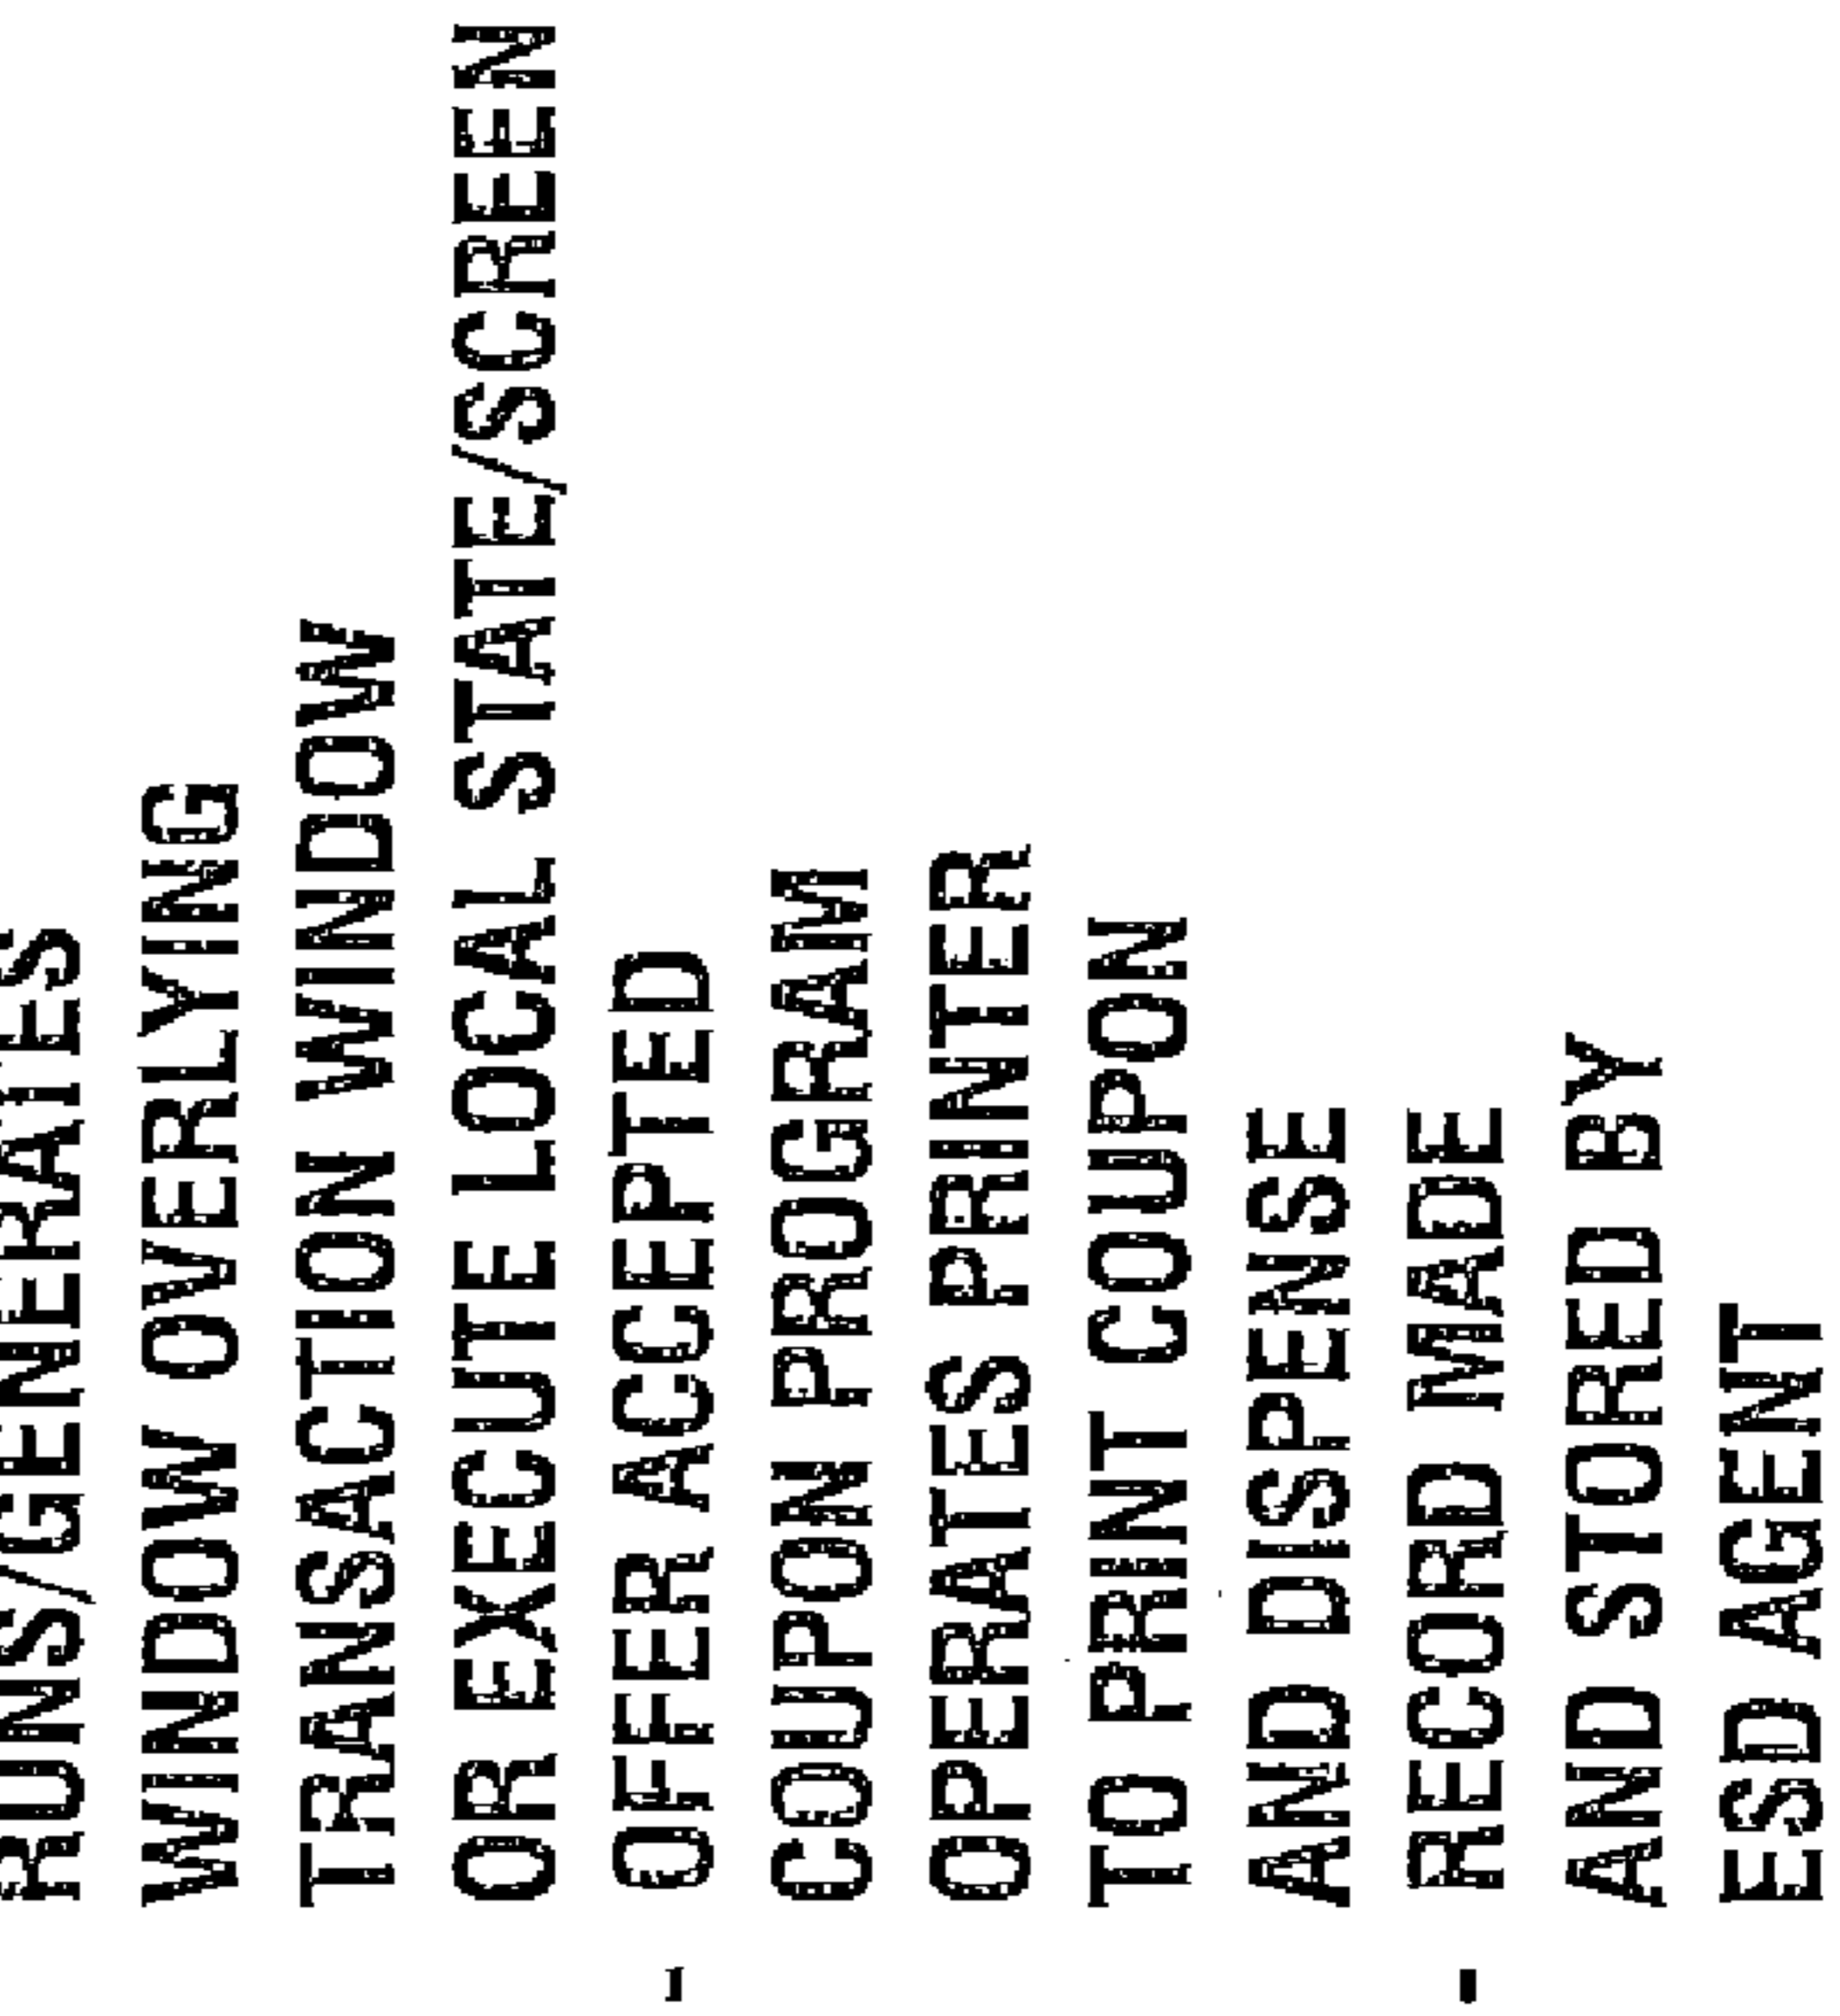 RUNS/GENERATES
WINDOW OVERLYING
TRANSACTION WINDOW
OR EXECUTE LOCAL STATE/SCREEN
OFFER ACCEPTED
COUPON PROGRAM
OPERATES PRINTER
TO PRINT COUPON
AND DISPENSE
RECORD MADE
AND STORED BY
ESD AGENT